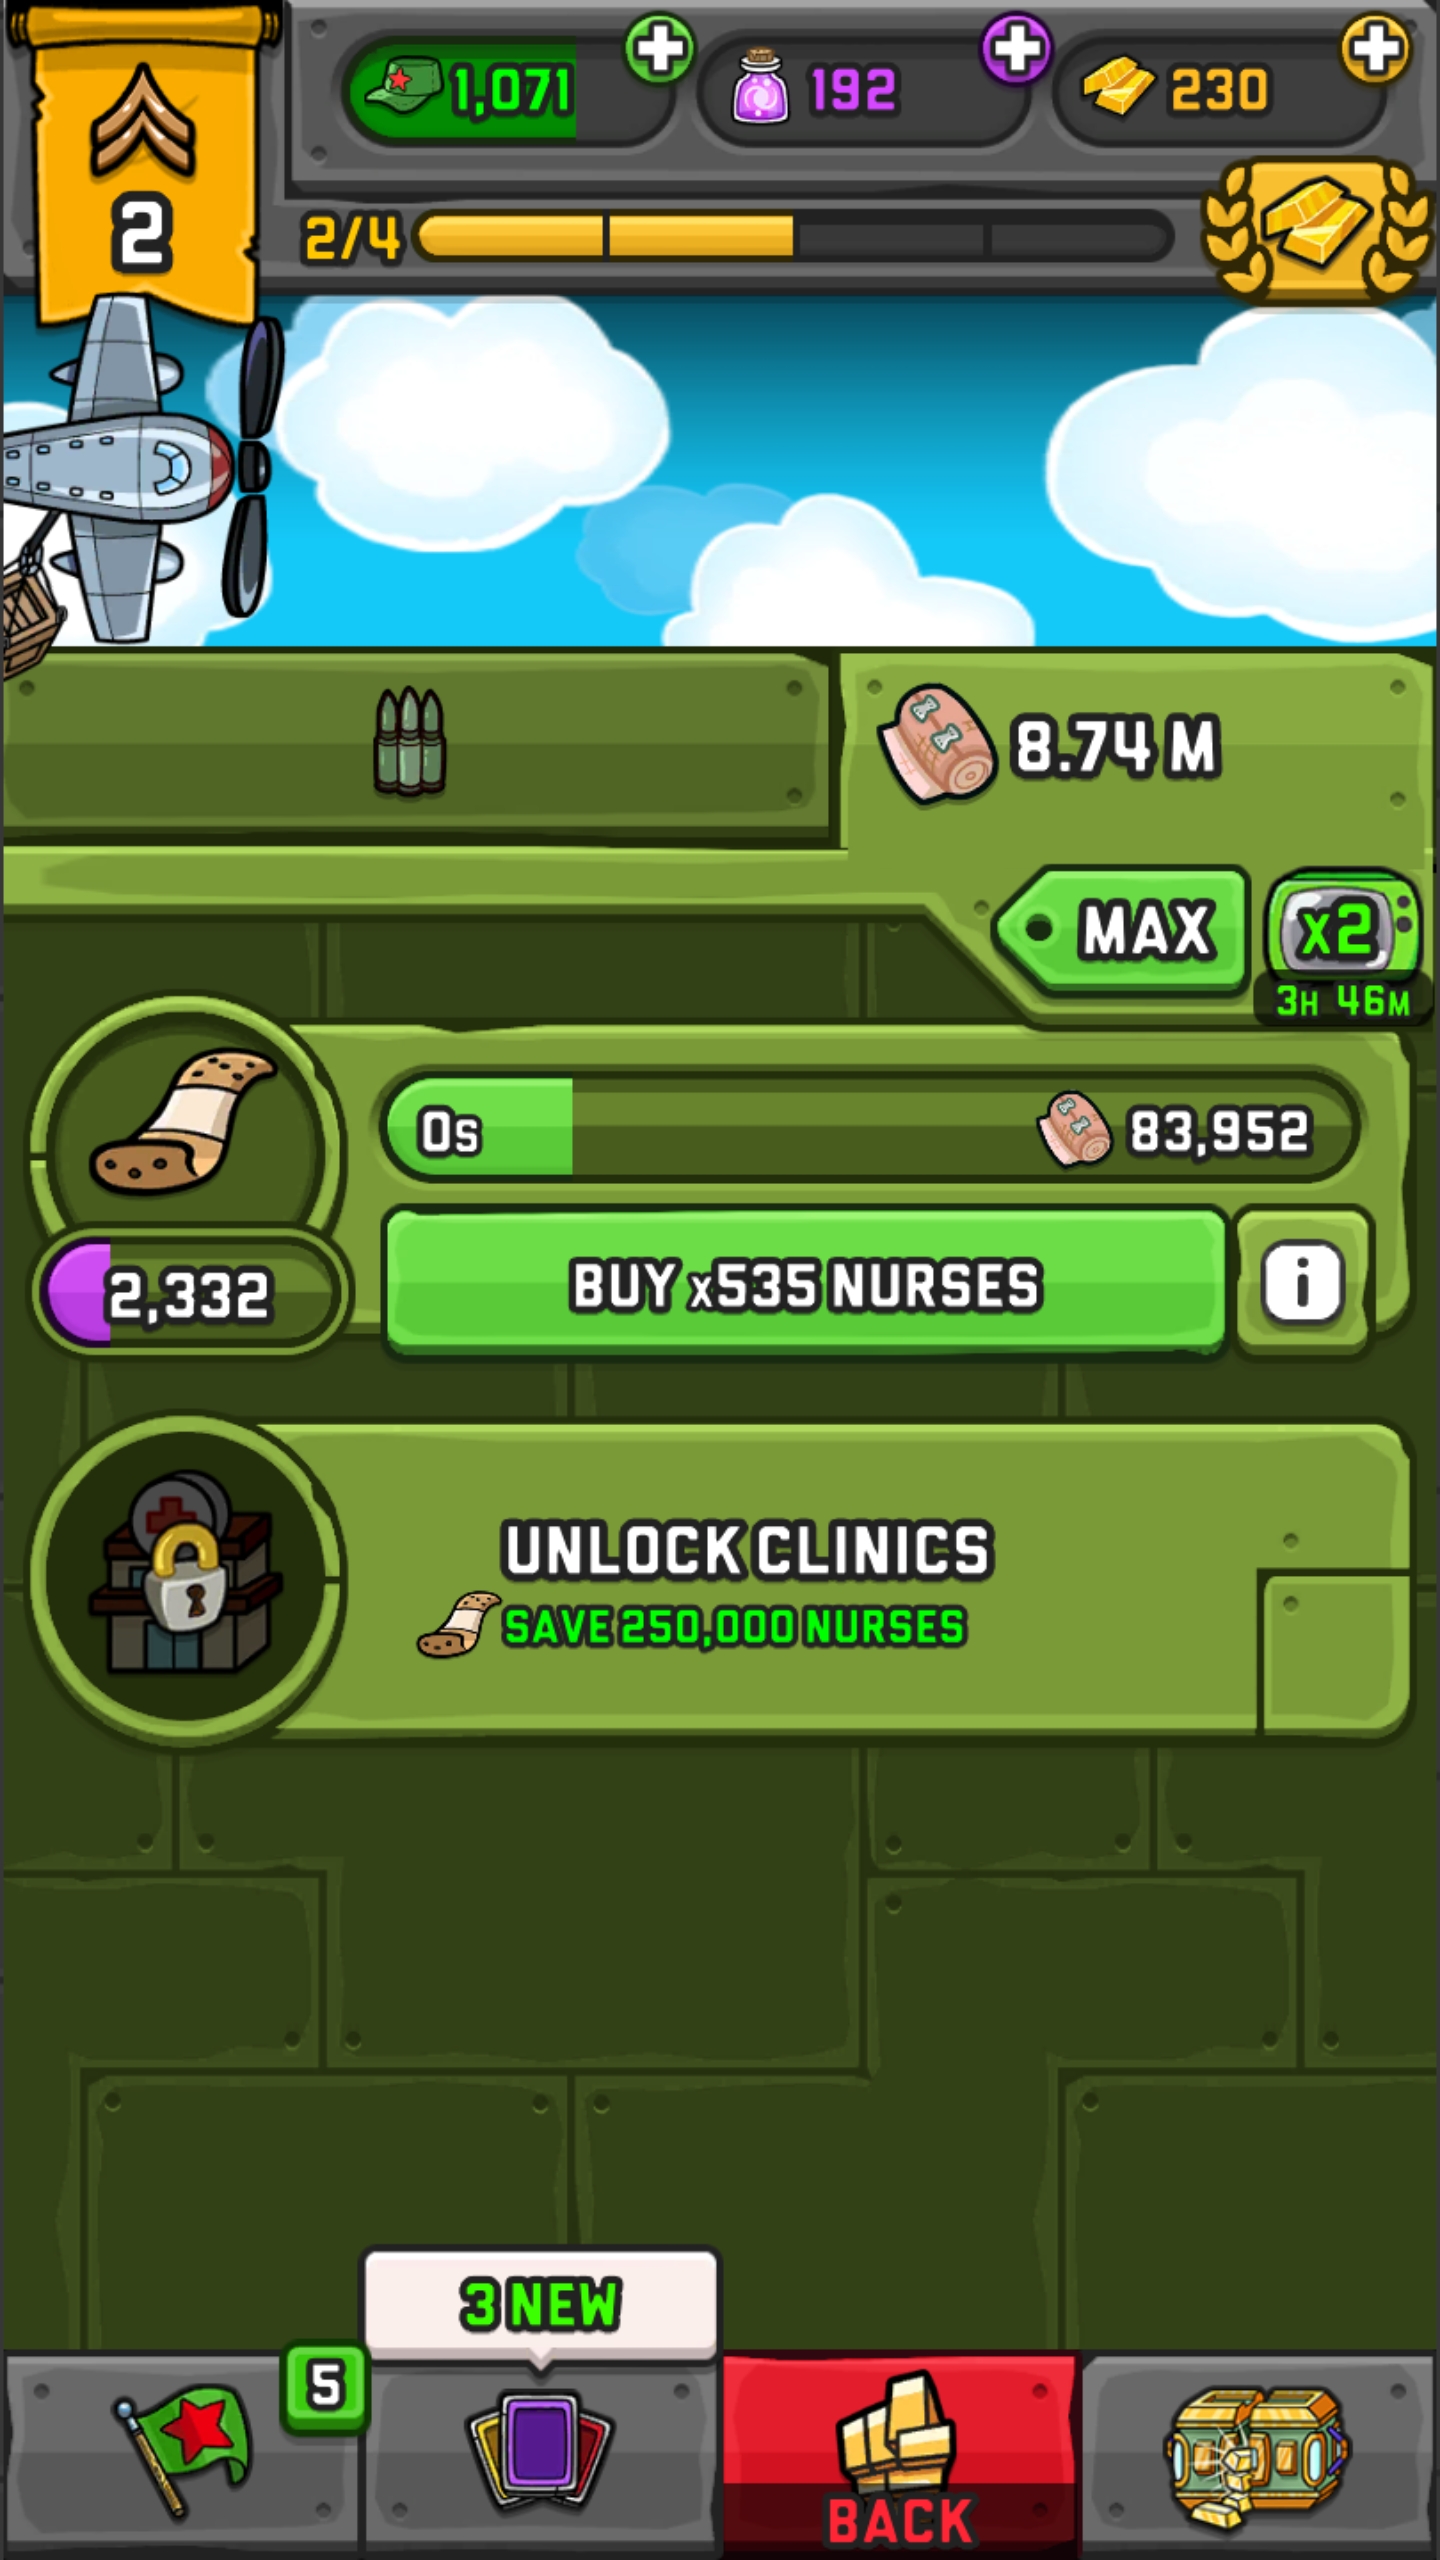 1,071
192
230
2
2/4
8.74 M
MAX
x2
3H 46M
0s
83,952
2,332
BUY x535 NURSES
i
UNLOCK CLINICS
SAVE 250,000 NURSES
3 NEW
5
BACK